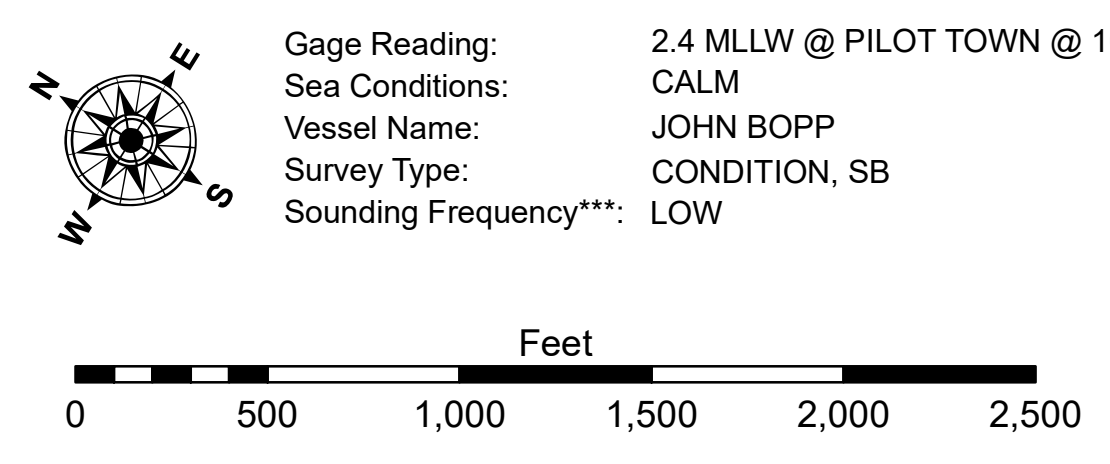 N
E
S
W
Gage Reading: 2.4 MLLW @ PILOT TOWN @ 1
Sea Conditions: CALM
Vessel Name: JOHN BOPP
Survey Type: CONDITION, SB
Sounding Frequency***: LOW
Feet
0 500 1,000 1,500 2,000 2,500